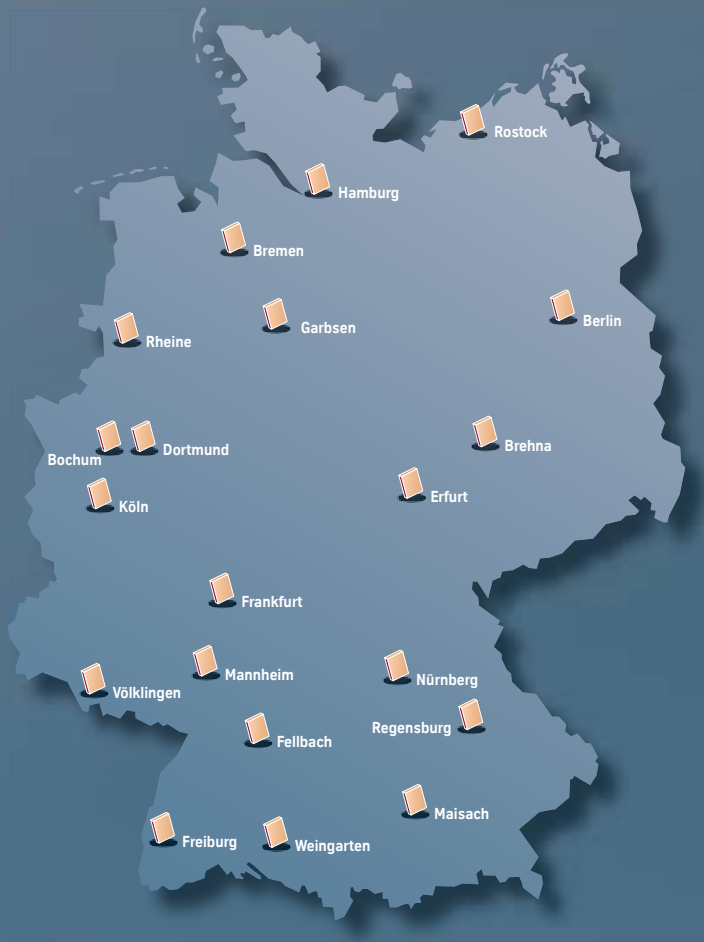 Rostock
Hamburg
Bremen
Berlin
Garbsen
Rheine
Brehna
Dortmund
Bochum
Erfurt
Köln
Frankfurt
Mannheim
Nürnberg
Völklingen
Regensburg
Fellbach
Maisach
Freiburg
Weingarten